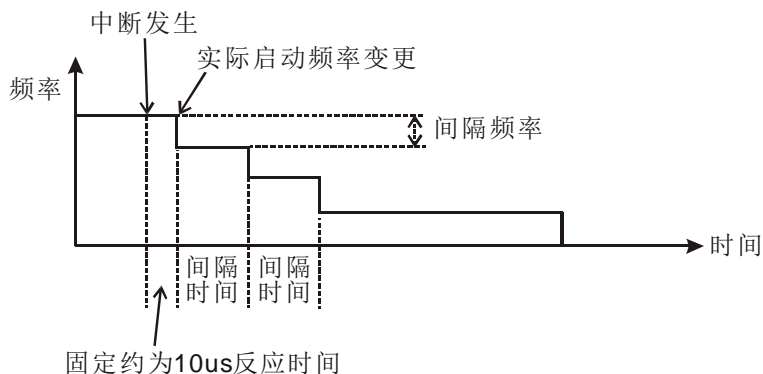 中断发生
实际启动频率变更
频率
间隔频率
时间
间隔 间隔
时间 时间
固定约为10us反应时间